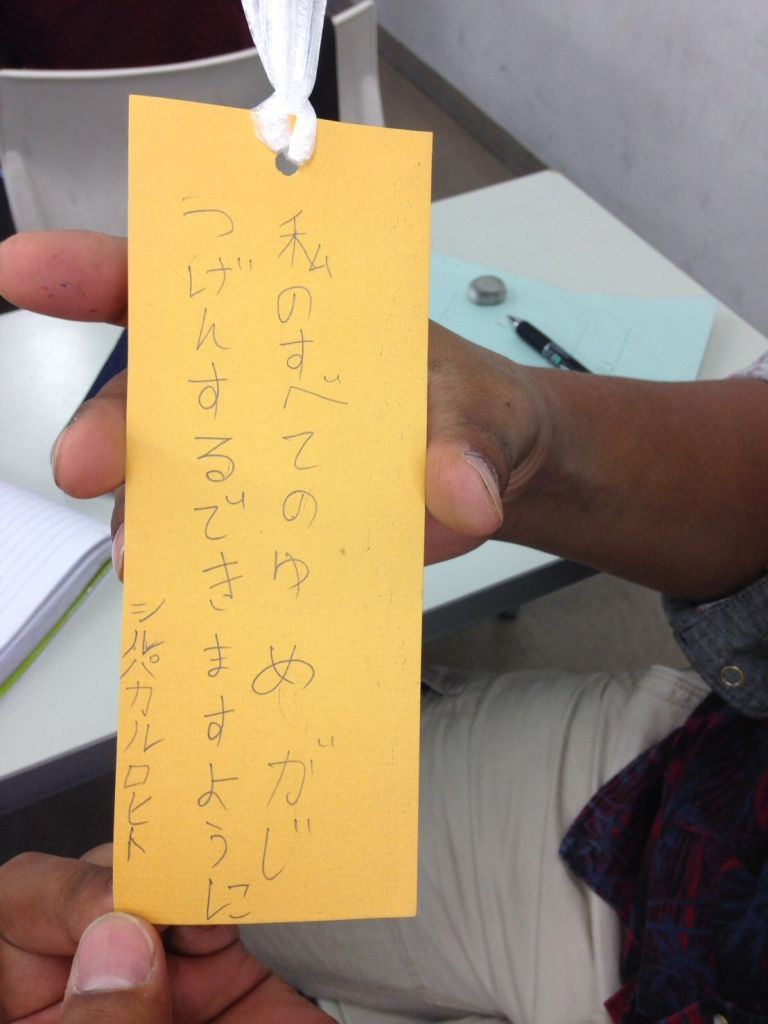 私のすべてのゆめがじ
つげんするできますように
シルパカルロヒト